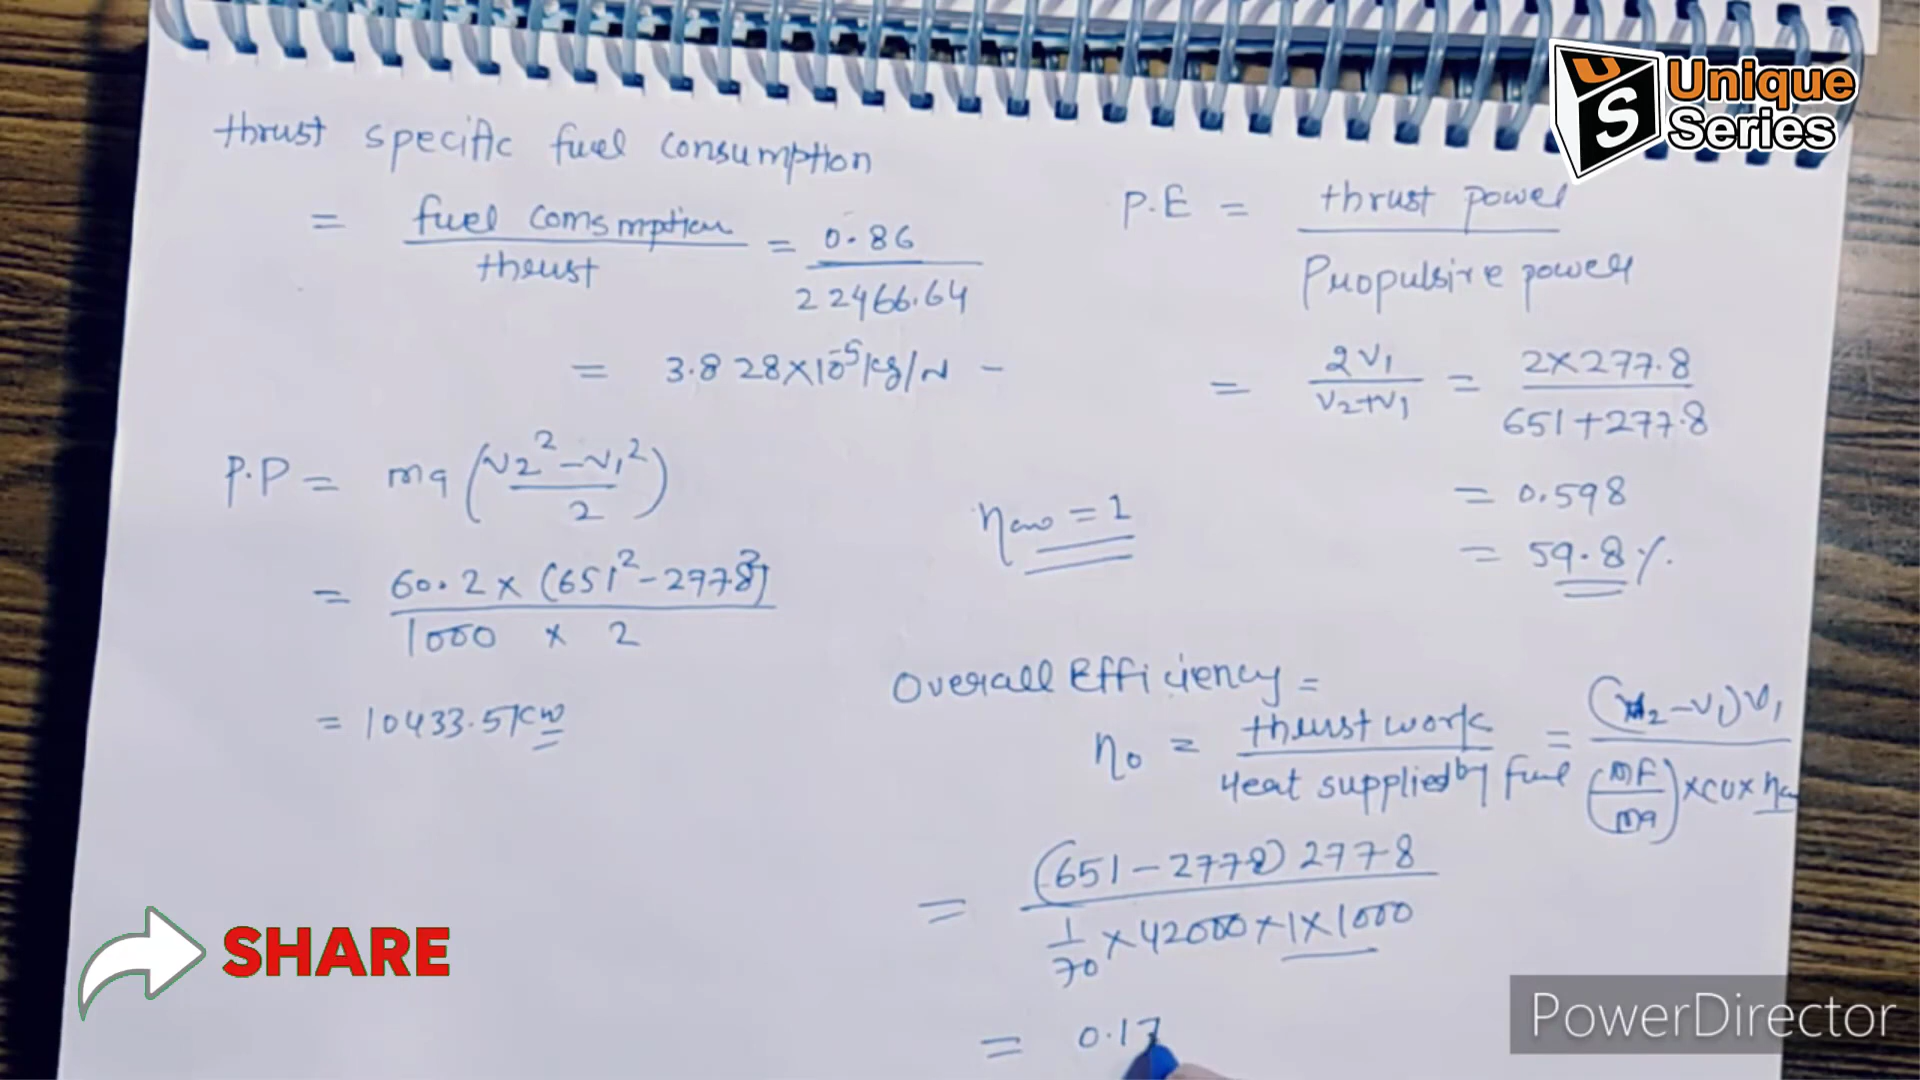 Unique
Series
thrust specific fuel consumption
= fuel comsmption / thrust = 0.86 / 22466.64
= 3.828×10⁻⁵ kg/N -
P.P = ma (V2² - V1² / 2)
= 60.2 × (651² - 277.8²) / 1000 × 2
= 10433.5 kw
P.E = thrust power / Propulsive power
= 2V1 / V2+V1 = 2×277.8 / 651+277.8
= 0.598
= 59.8%.
η = 1
Overall Efficiency =
η0 = thrust work / Heat supplied by fuel = (V2 - V1) V1 / (mF / ma) × CV ×
= (651 - 277.8) 277.8 / 1/70 × 42000 × 1 × 1000
= 0.17
SHARE
PowerDirector